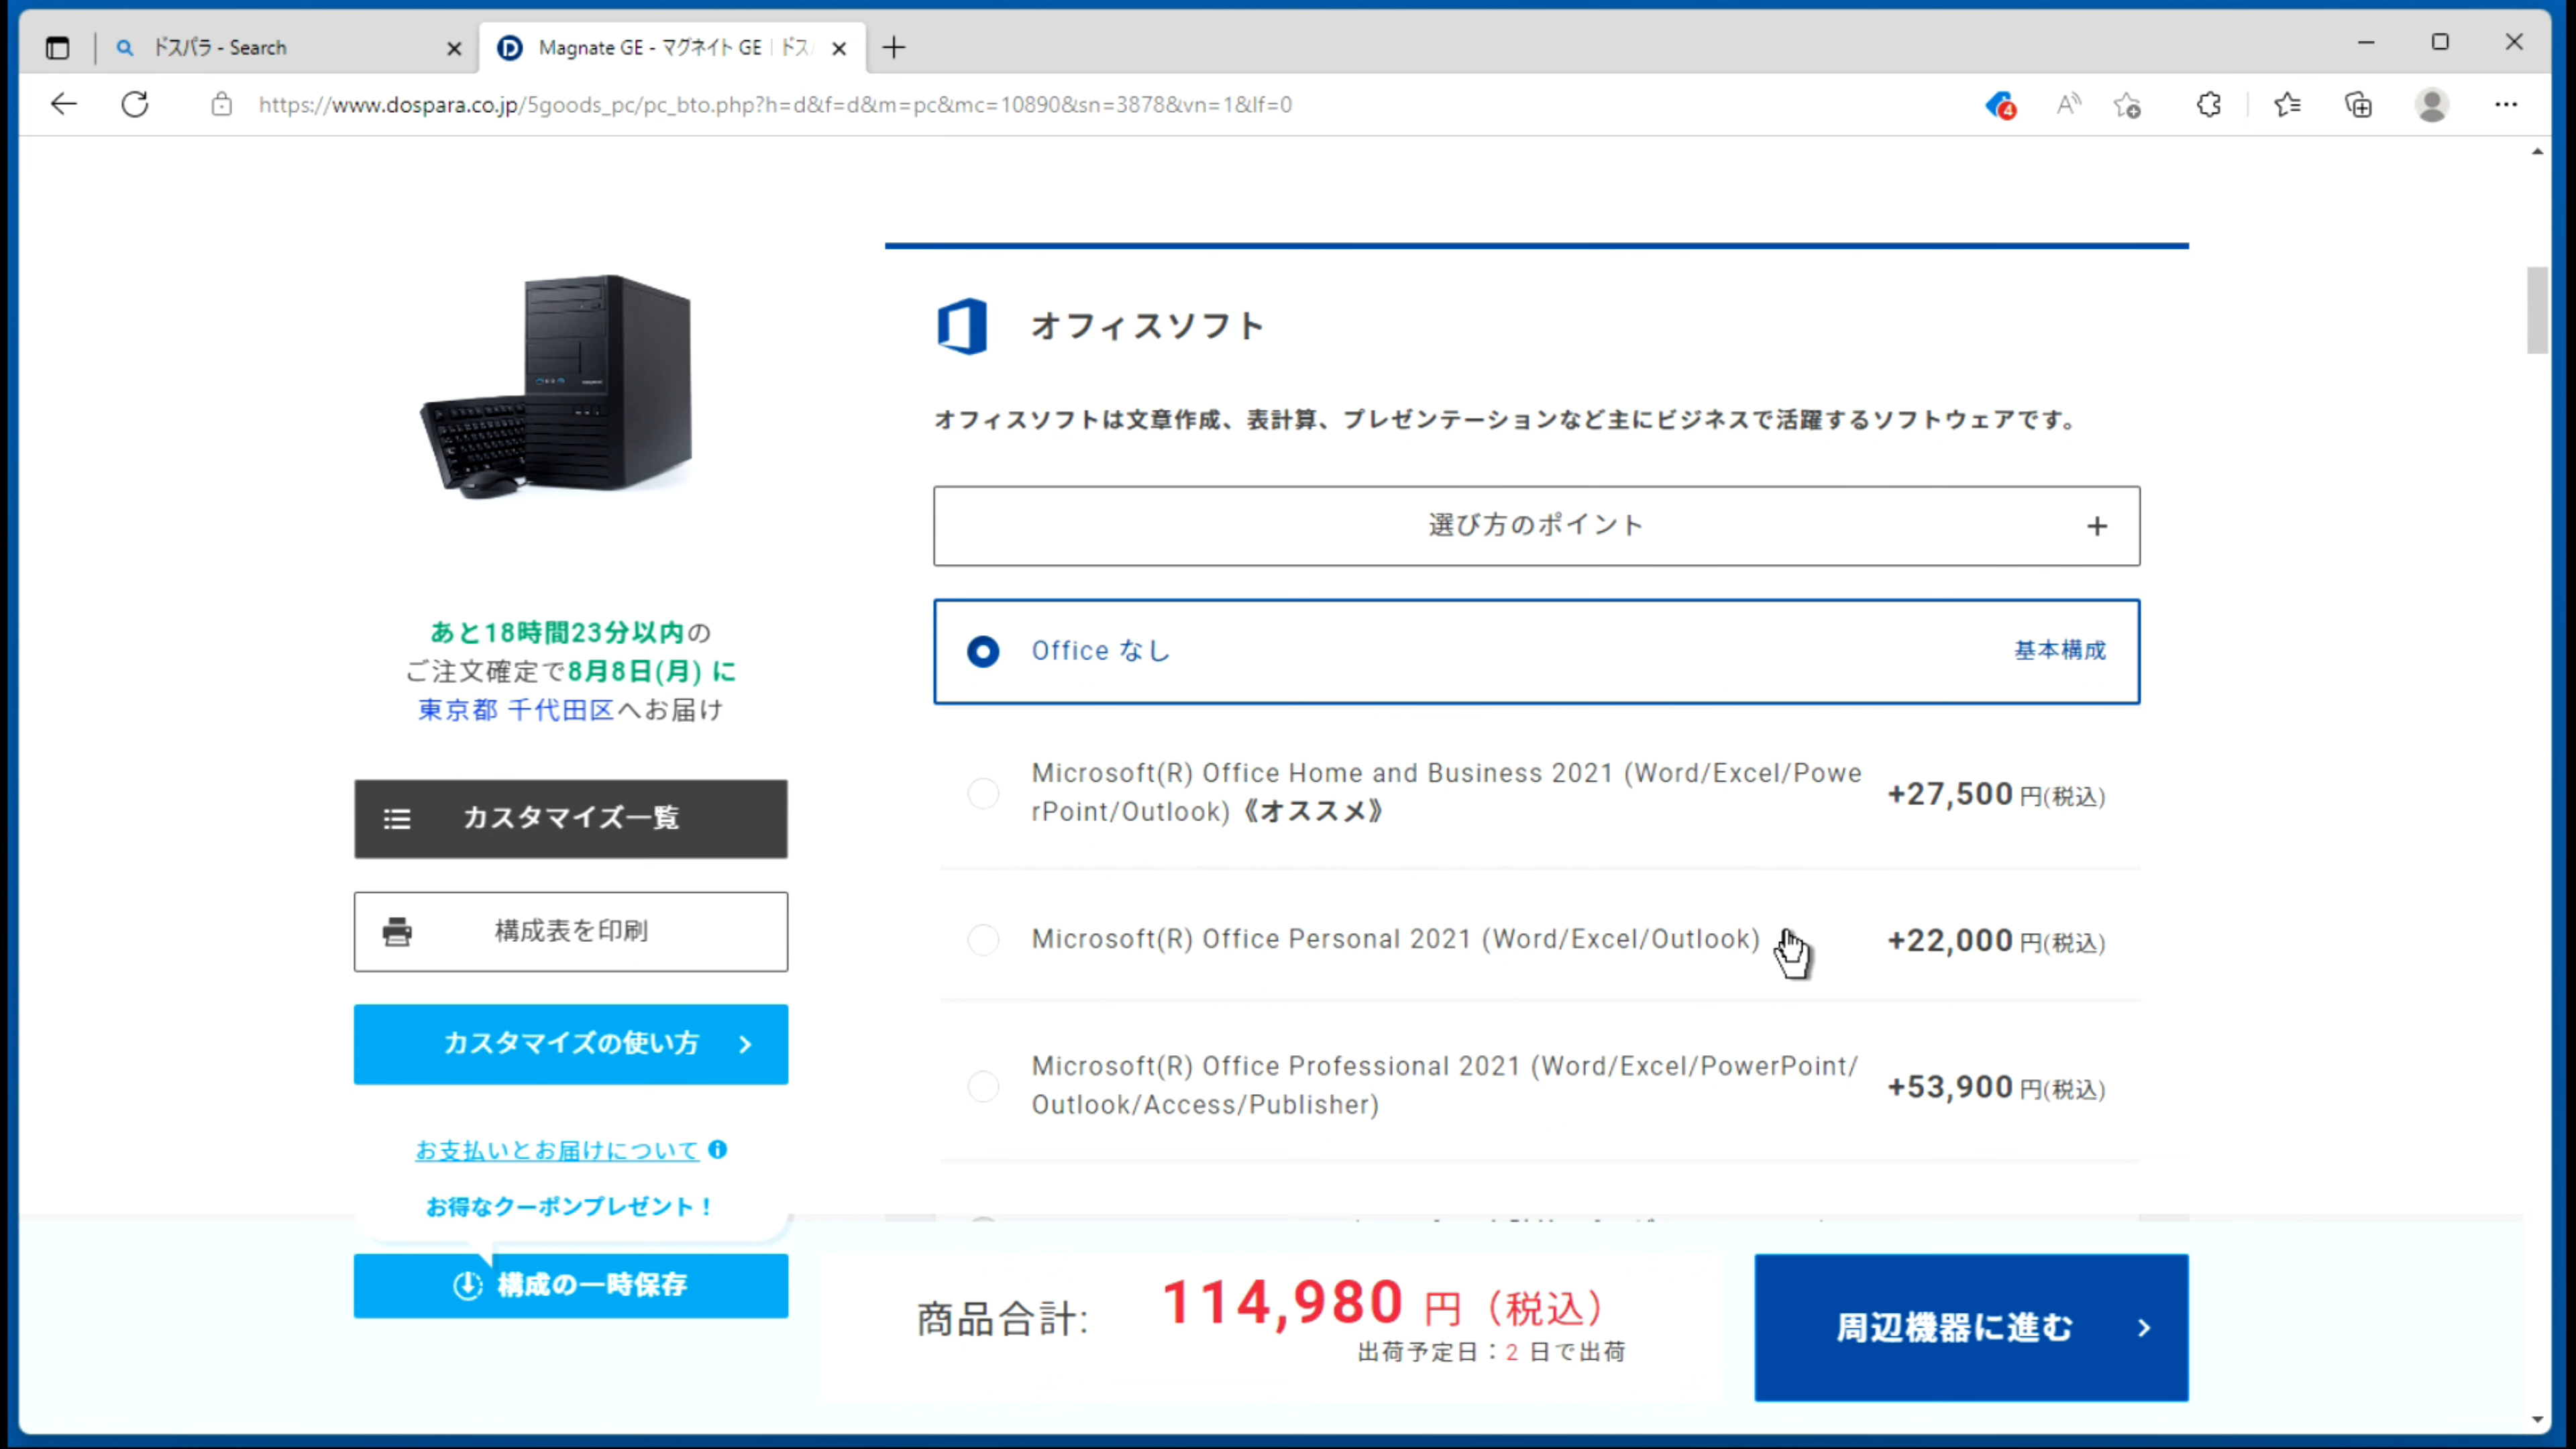 ドスパラ - Search
Magnate GE - マグネイト GE｜ドス
https://www.dospara.co.jp/5goods_pc/pc_bto.php?h=d&f=d&m=pc&mc=10890&sn=3878&vn=1&lf=0
4
オフィスソフト
オフィスソフトは文章作成、表計算、プレゼンテーションなど主にビジネスで活躍するソフトウェアです。
選び方のポイント
Office なし 基本構成
Microsoft(R) Office Home and Business 2021 (Word/Excel/Powe
rPoint/Outlook)《オススメ》
+27,500 円(税込)
Microsoft(R) Office Personal 2021 (Word/Excel/Outlook)
+22,000 円(税込)
Microsoft(R) Office Professional 2021 (Word/Excel/PowerPoint/
Outlook/Access/Publisher)
+53,900 円(税込)
あと18時間23分以内の
ご注文確定で8月8日(月) に
東京都 千代田区へお届け
カスタマイズ一覧
構成表を印刷
カスタマイズの使い方
お支払いとお届けについて
お得なクーポンプレゼント！
構成の一時保存
商品合計: 114,980 円（税込）
出荷予定日：2 日で出荷
周辺機器に進む